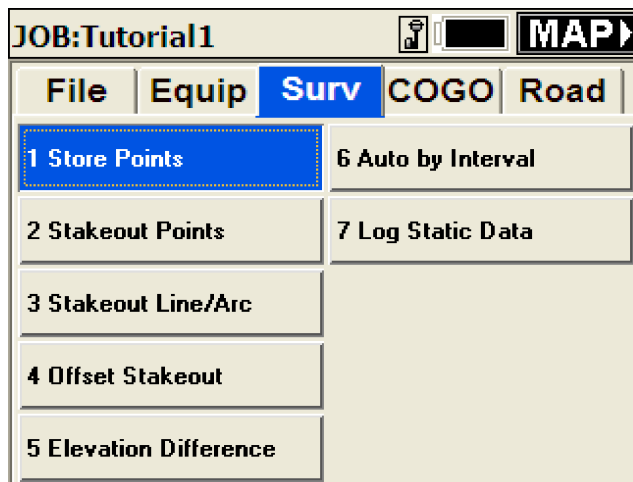 JOB:Tutorial1 MAP
File Equip Surv COGO Road
1 Store Points
2 Stakeout Points
3 Stakeout Line/Arc
4 Offset Stakeout
5 Elevation Difference
6 Auto by Interval
7 Log Static Data